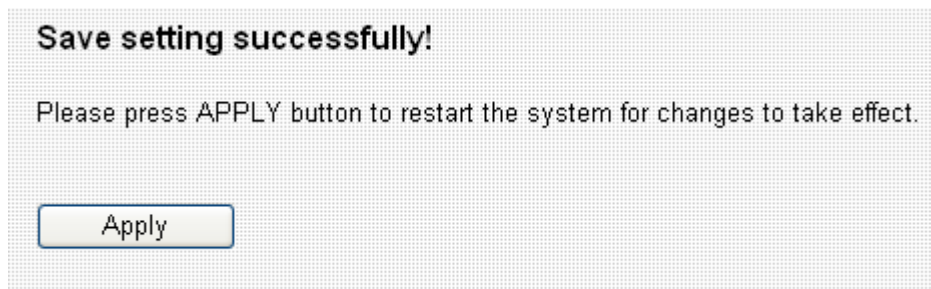 Save setting successfully!
Please press APPLY button to restart the system for changes to take effect.
Apply